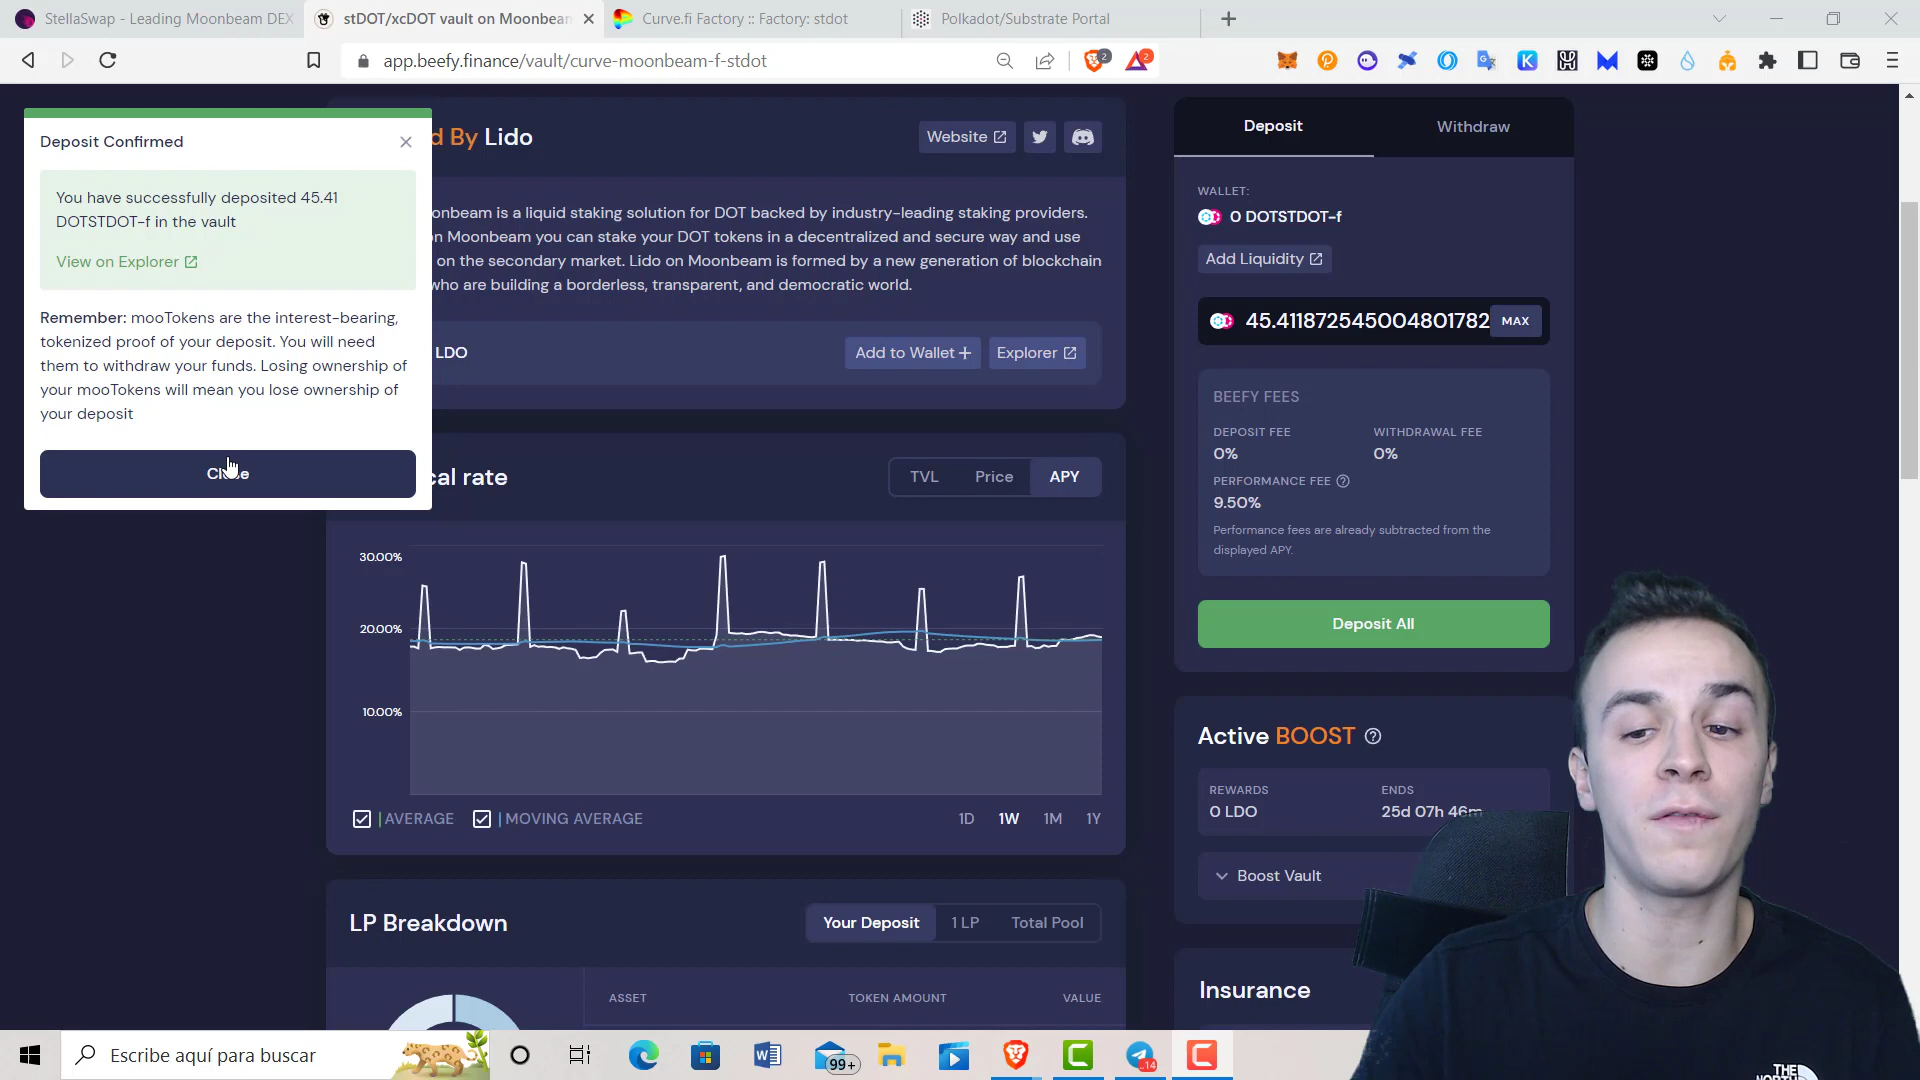 StellaSwap - Leading Moonbeam DEX
stDOT/xcDOT vault on Moonbeam
Curve.fi Factory :: Factory: stdot
Polkadot/Substrate Portal
app.beefy.finance/vault/curve-moonbeam-f-stdot
2
2
Deposit Confirmed
You have successfully deposited 45.41
DOTSTDOT-f in the vault
View on Explorer
Remember: mooTokens are the interest-bearing,
tokenized proof of your deposit. You will need
them to withdraw your funds. Losing ownership of
your mooTokens will mean you lose ownership of
your deposit
Close
d By Lido
Website
onbeam is a liquid staking solution for DOT backed by industry-leading staking providers.
n Moonbeam you can stake your DOT tokens in a decentralized and secure way and use
on the secondary market. Lido on Moonbeam is formed by a new generation of blockchain
who are building a borderless, transparent, and democratic world.
LDO
Add to Wallet
Explorer
cal rate
TVL
Price
APY
30.00%
20.00%
10.00%
AVERAGE
MOVING AVERAGE
1D
1W
1M
1Y
LP Breakdown
Your Deposit
1 LP
Total Pool
ASSET
TOKEN AMOUNT
VALUE
Deposit
Withdraw
WALLET:
0 DOTSTDOT-f
Add Liquidity
45.411872545004801782
MAX
BEEFY FEES
DEPOSIT FEE
0%
WITHDRAWAL FEE
0%
PERFORMANCE FEE
9.50%
Performance fees are already subtracted from the
displayed APY.
Deposit All
Active BOOST
REWARDS
0 LDO
ENDS
25d 07h 46m
Boost Vault
Insurance
THE
NORTH
Escribe aquí para buscar
99+
14